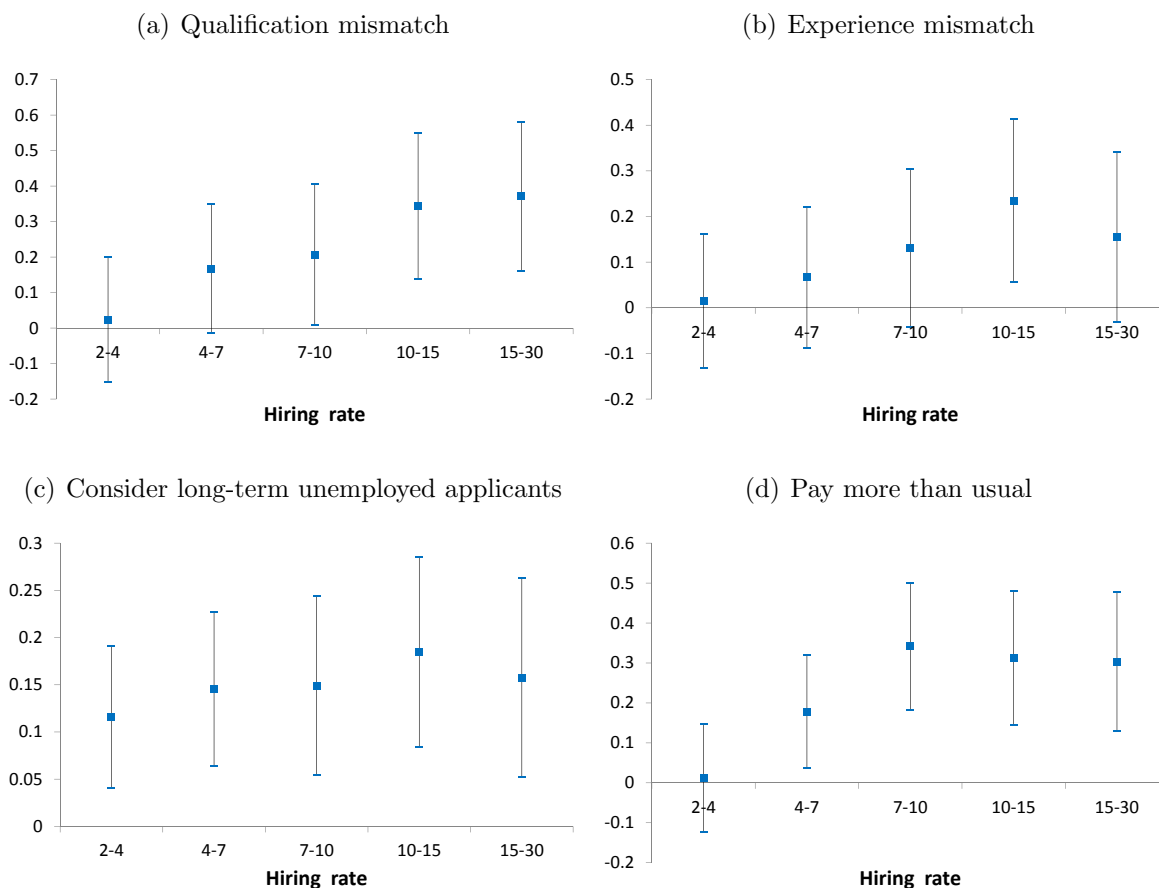 (a) Qualification mismatch
0.7
0.6
0.5
0.4
0.3
0.2
0.1
0
-0.1
-0.2
2-4 4-7 7-10 10-15 15-30
Hiring rate
(b) Experience mismatch
0.5
0.4
0.3
0.2
0.1
0
-0.1
-0.2
2-4 4-7 7-10 10-15 15-30
Hiring rate
(c) Consider long-term unemployed applicants
0.3
0.25
0.2
0.15
0.1
0.05
0
2-4 4-7 7-10 10-15 15-30
Hiring rate
(d) Pay more than usual
0.6
0.5
0.4
0.3
0.2
0.1
0
-0.1
-0.2
2-4 4-7 7-10 10-15 15-30
Hiring rate